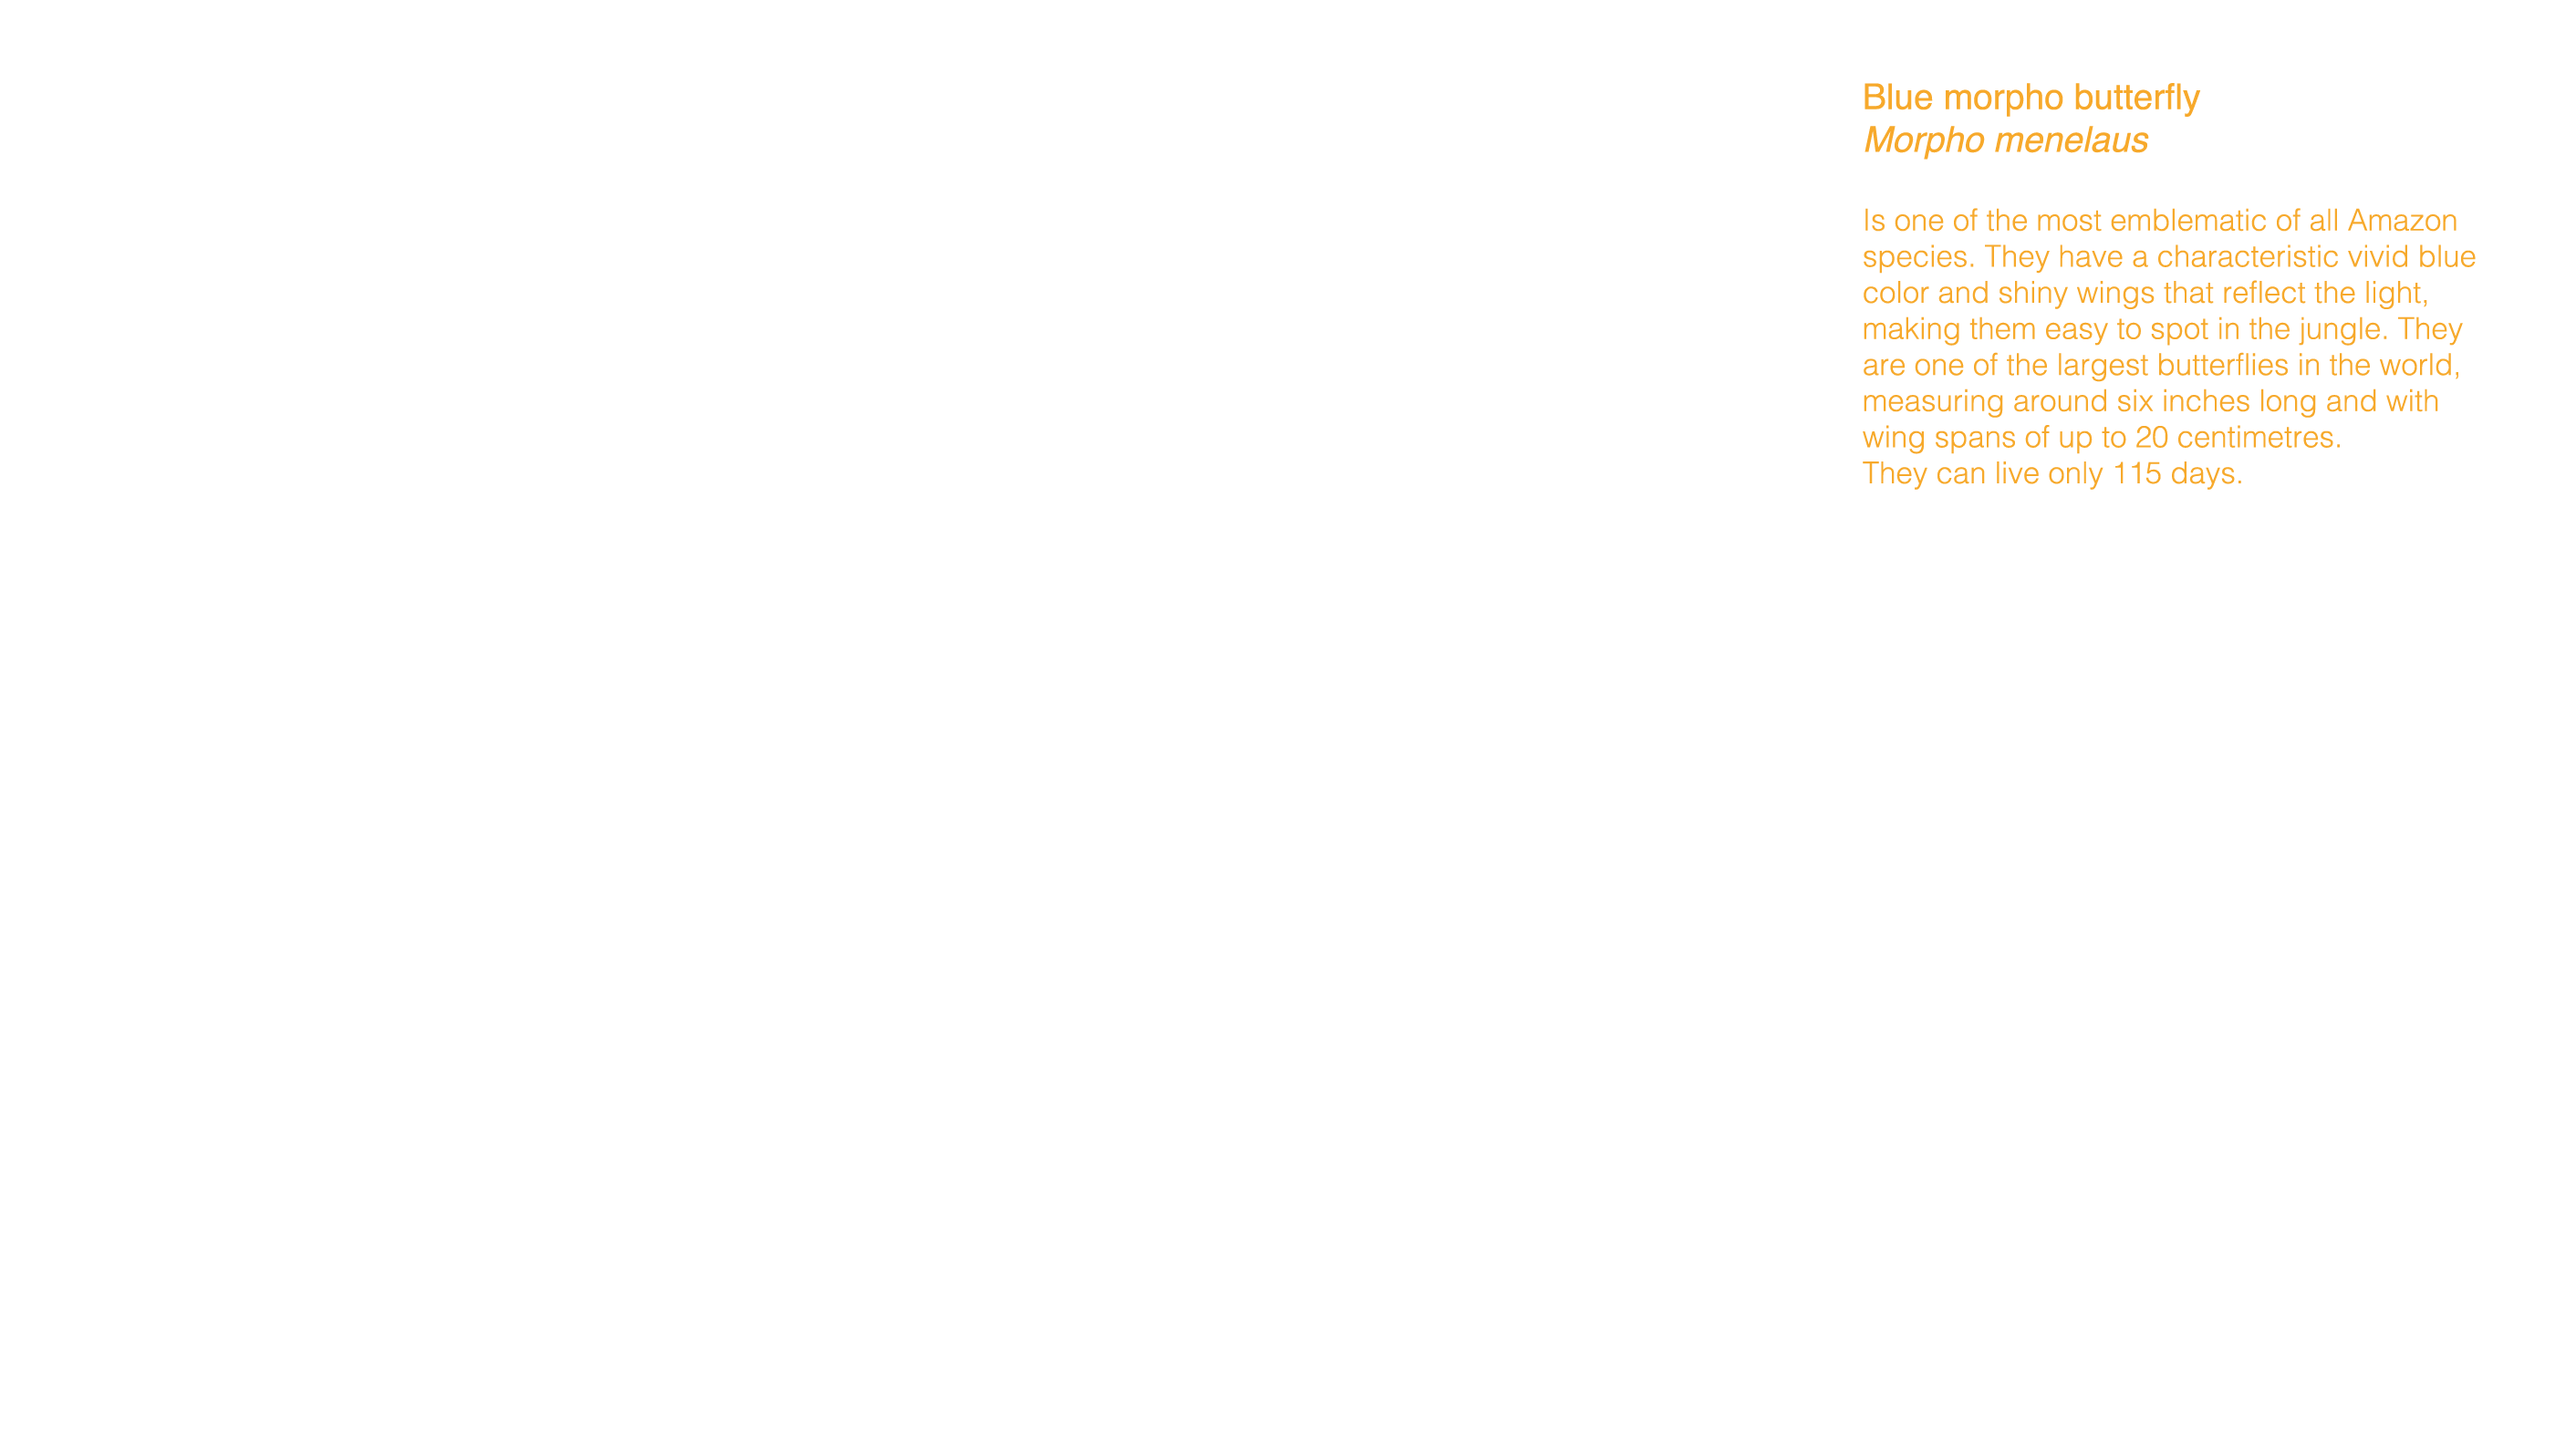 Blue morpho butterfly
Morpho menelaus
Is one of the most emblematic of all Amazon
species. They have a characteristic vivid blue
color and shiny wings that reflect the light,
making them easy to spot in the jungle. They
are one of the largest butterflies in the world,
measuring around six inches long and with
wing spans of up to 20 centimetres.
They can live only 115 days.